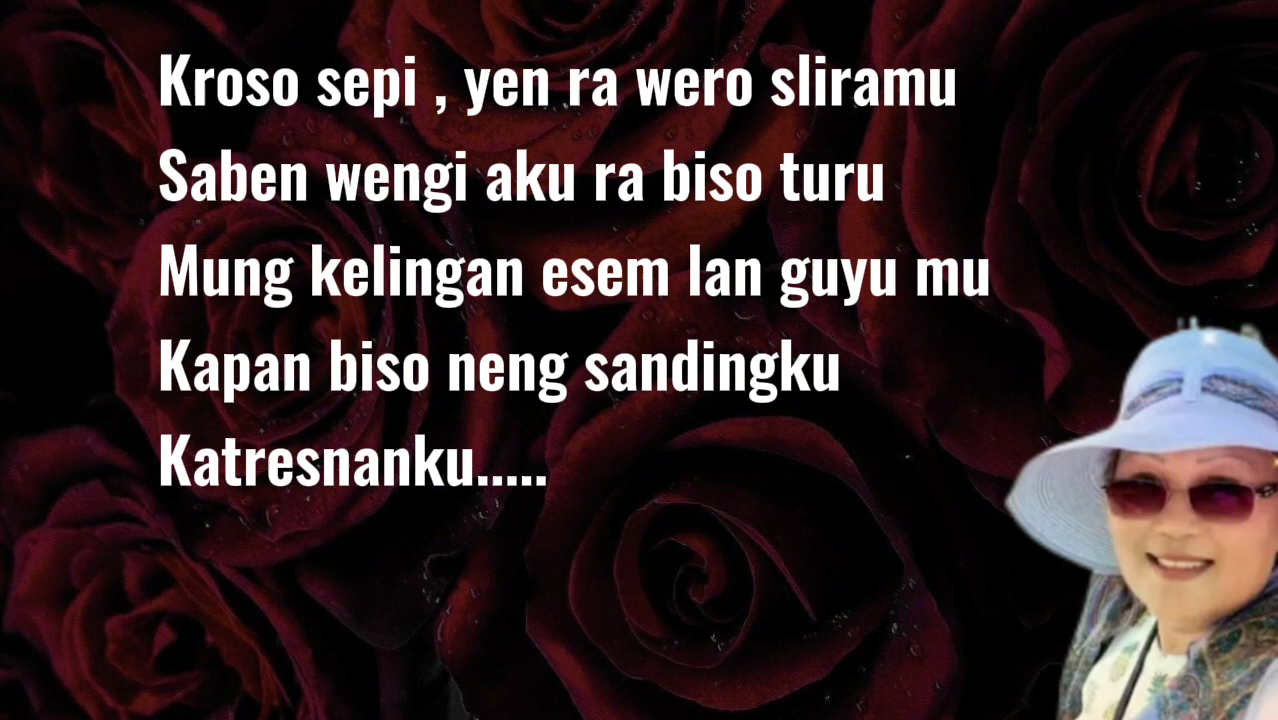 Kroso sepi , yen ra wero sliramu
Saben wengi aku ra biso turu
Mung kelingan esem lan guyu mu
Kapan biso neng sandingku
Katresnanku.....